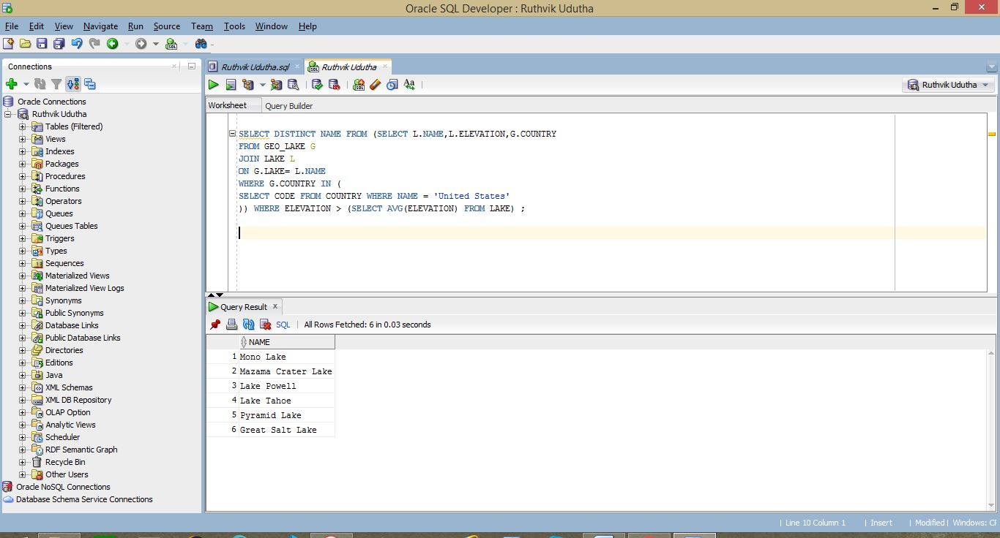 Oracle SQL Developer : Ruthvik Udutha
File Edit View Navigate Run Source Team Tools Window Help
Connections
Oracle Connections
Ruthvik Udutha
Tables (Filtered)
Views
Indexes
Packages
Procedures
Functions
Operators
Queues
Queues Tables
Triggers
Types
Sequences
Materialized Views
Materialized View Logs
Synonyms
Public Synonyms
Database Links
Public Database Links
Directories
Editions
Java
XML Schemas
XML DB Repository
OLAP Option
Analytic Views
Scheduler
RDF Semantic Graph
Recycle Bin
Other Users
Oracle NoSQL Connections
Database Schema Service Connections
Ruthvik Udutha.sql Ruthvik Udutha
Ruthvik Udutha
Worksheet Query Builder
SELECT DISTINCT NAME FROM (SELECT L.NAME,L.ELEVATION,G.COUNTRY
FROM GEO_LAKE G
JOIN LAKE L
ON G.LAKE= L.NAME
WHERE G.COUNTRY IN (
SELECT CODE FROM COUNTRY WHERE NAME = 'United States'
)) WHERE ELEVATION > (SELECT AVG(ELEVATION) FROM LAKE) ;
Query Result
SQL | All Rows Fetched: 6 in 0.03 seconds
NAME
1 Mono Lake
2 Mazama Crater Lake
3 Lake Powell
4 Lake Tahoe
5 Pyramid Lake
6 Great Salt Lake
| Line 10 Column 1 | Insert | Modified | Windows: